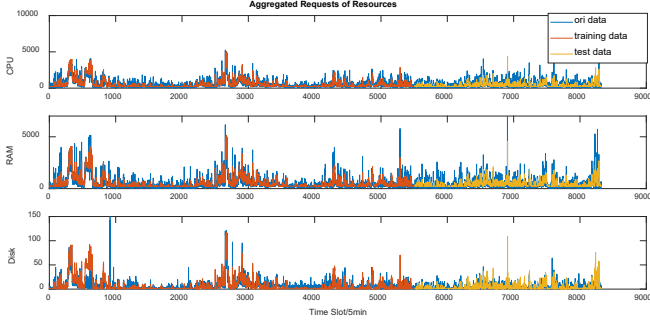 Aggregated Requests of Resources
10000
5000
0
CPU
0 1000 2000 3000 4000 5000 6000 7000 8000 9000
ori data
training data
test data
5000
0
RAM
0 1000 2000 3000 4000 5000 6000 7000 8000 9000
150
100
50
0
Disk
0 1000 2000 3000 4000 5000 6000 7000 8000 9000
Time Slot/5min